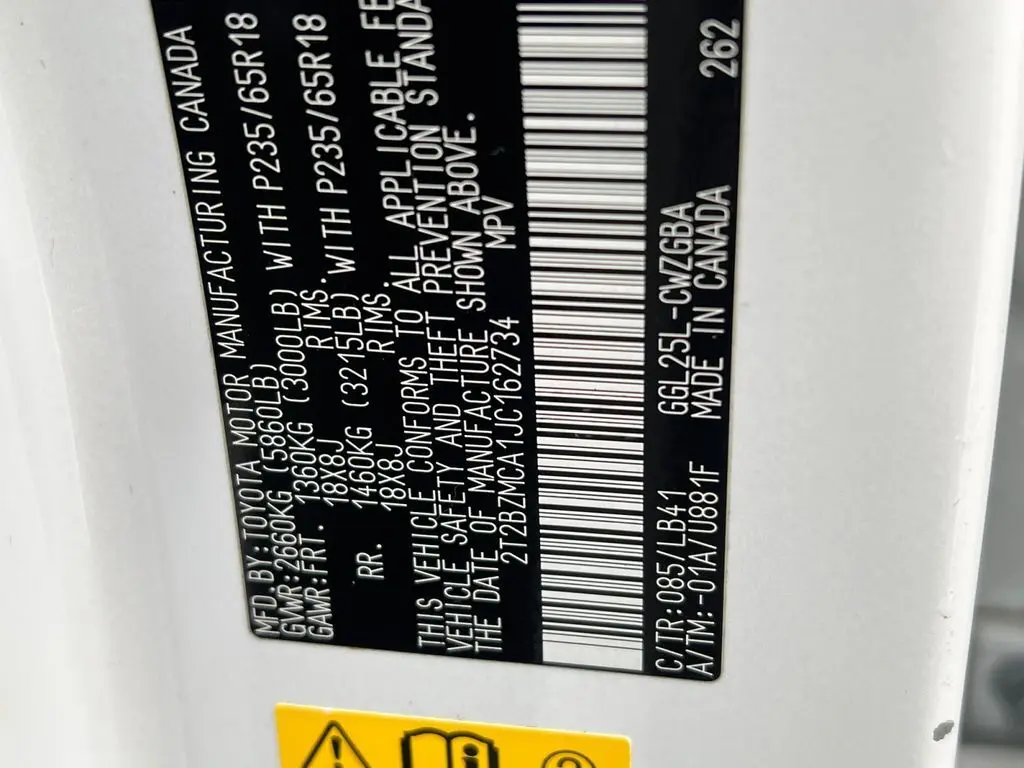 MFD.BY:TOYOTA MOTOR MANUFACTURING CANADA
GVWR:2660KG (5860LB)
GAWR:FRT. 1360KG (3000LB) WITH P235/65R18
18X8J RIMS.
RR. 1460KG (3215LB) WITH P235/65R18
18X8J RIMS.
THIS VEHICLE CONFORMS TO ALL APPLICABLE FE
VEHICLE SAFETY AND THEFT PREVENTION STANDA
THE DATE OF MANUFACTURE SHOWN ABOVE.
2T2BZMCA1JC162734 MPV
C/TR:085/LB41 GGL25L-CWZGBA 262
A/TM:-01A/U881F MADE IN CANADA